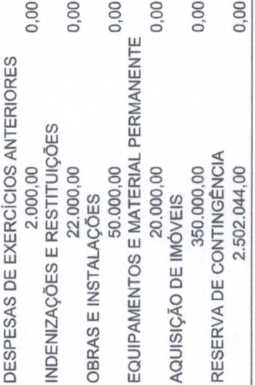 DESPESAS DE EXERCÍCIOS ANTERIORES
2.000,00 0,00
INDENIZAÇÕES E RESTITUIÇÕES
22.000,00 0,00
OBRAS E INSTALAÇÕES
50.000,00 0,00
EQUIPAMENTOS E MATERIAL PERMANENTE
20.000,00 0,00
AQUISIÇÃO DE IMÓVEIS
350.000,00 0,00
RESERVA DE CONTINGÊNCIA
2.502.044,00 0,00